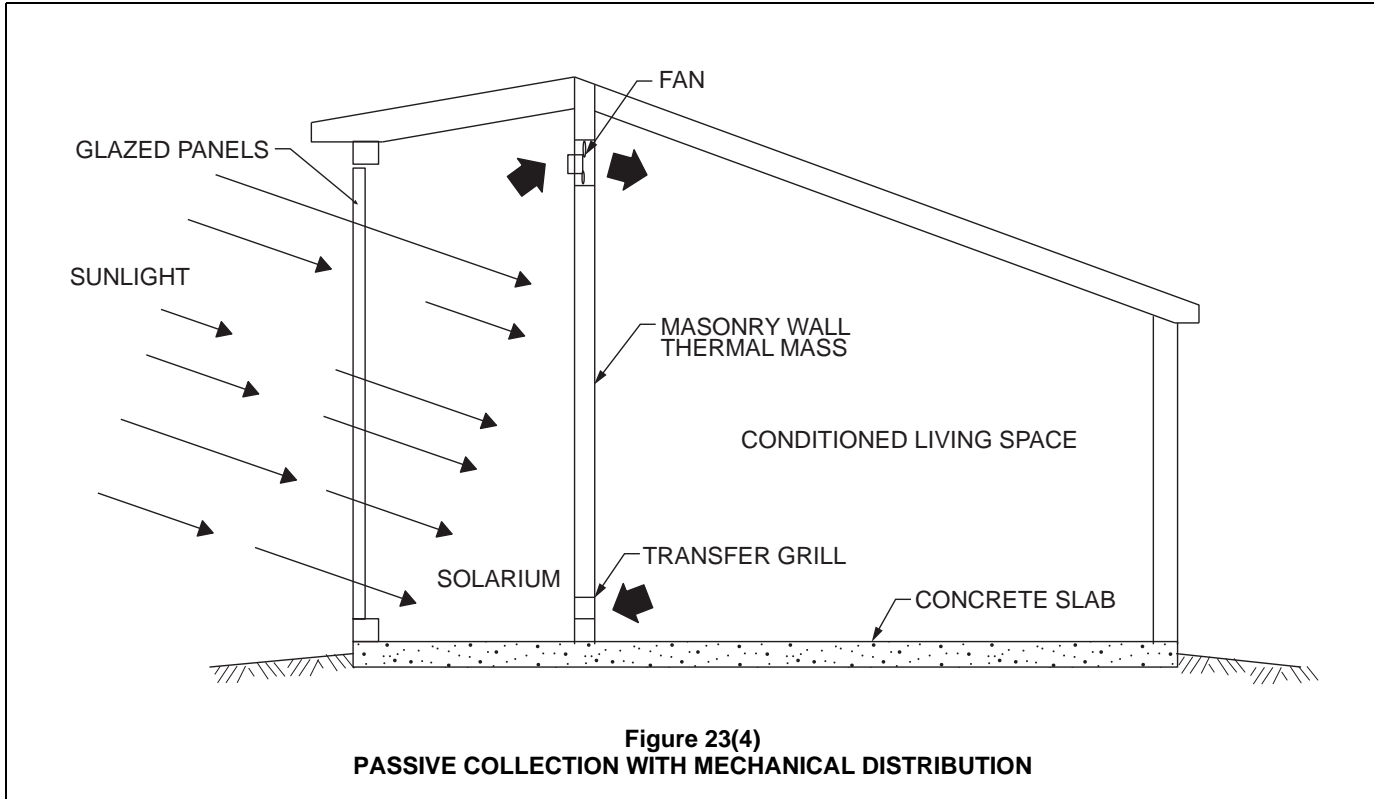 FAN
GLAZED PANELS
SUNLIGHT
MASONRY WALL
THERMAL MASS
CONDITIONED LIVING SPACE
TRANSFER GRILL
SOLARIUM
CONCRETE SLAB
Figure 23(4)
PASSIVE COLLECTION WITH MECHANICAL DISTRIBUTION